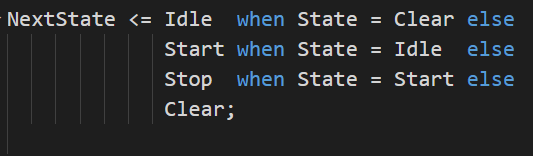 NextState <= Idle  when State = Clear else
Start when State = Idle  else
Stop  when State = Start else
Clear;